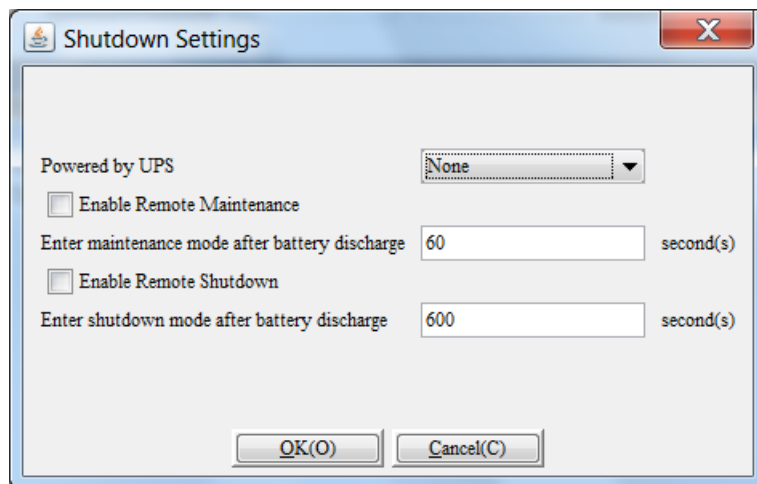 Shutdown Settings
Powered by UPS None
Enable Remote Maintenance
Enter maintenance mode after battery discharge 60 second(s)
Enable Remote Shutdown
Enter shutdown mode after battery discharge 600 second(s)
OK(O) Cancel(C)